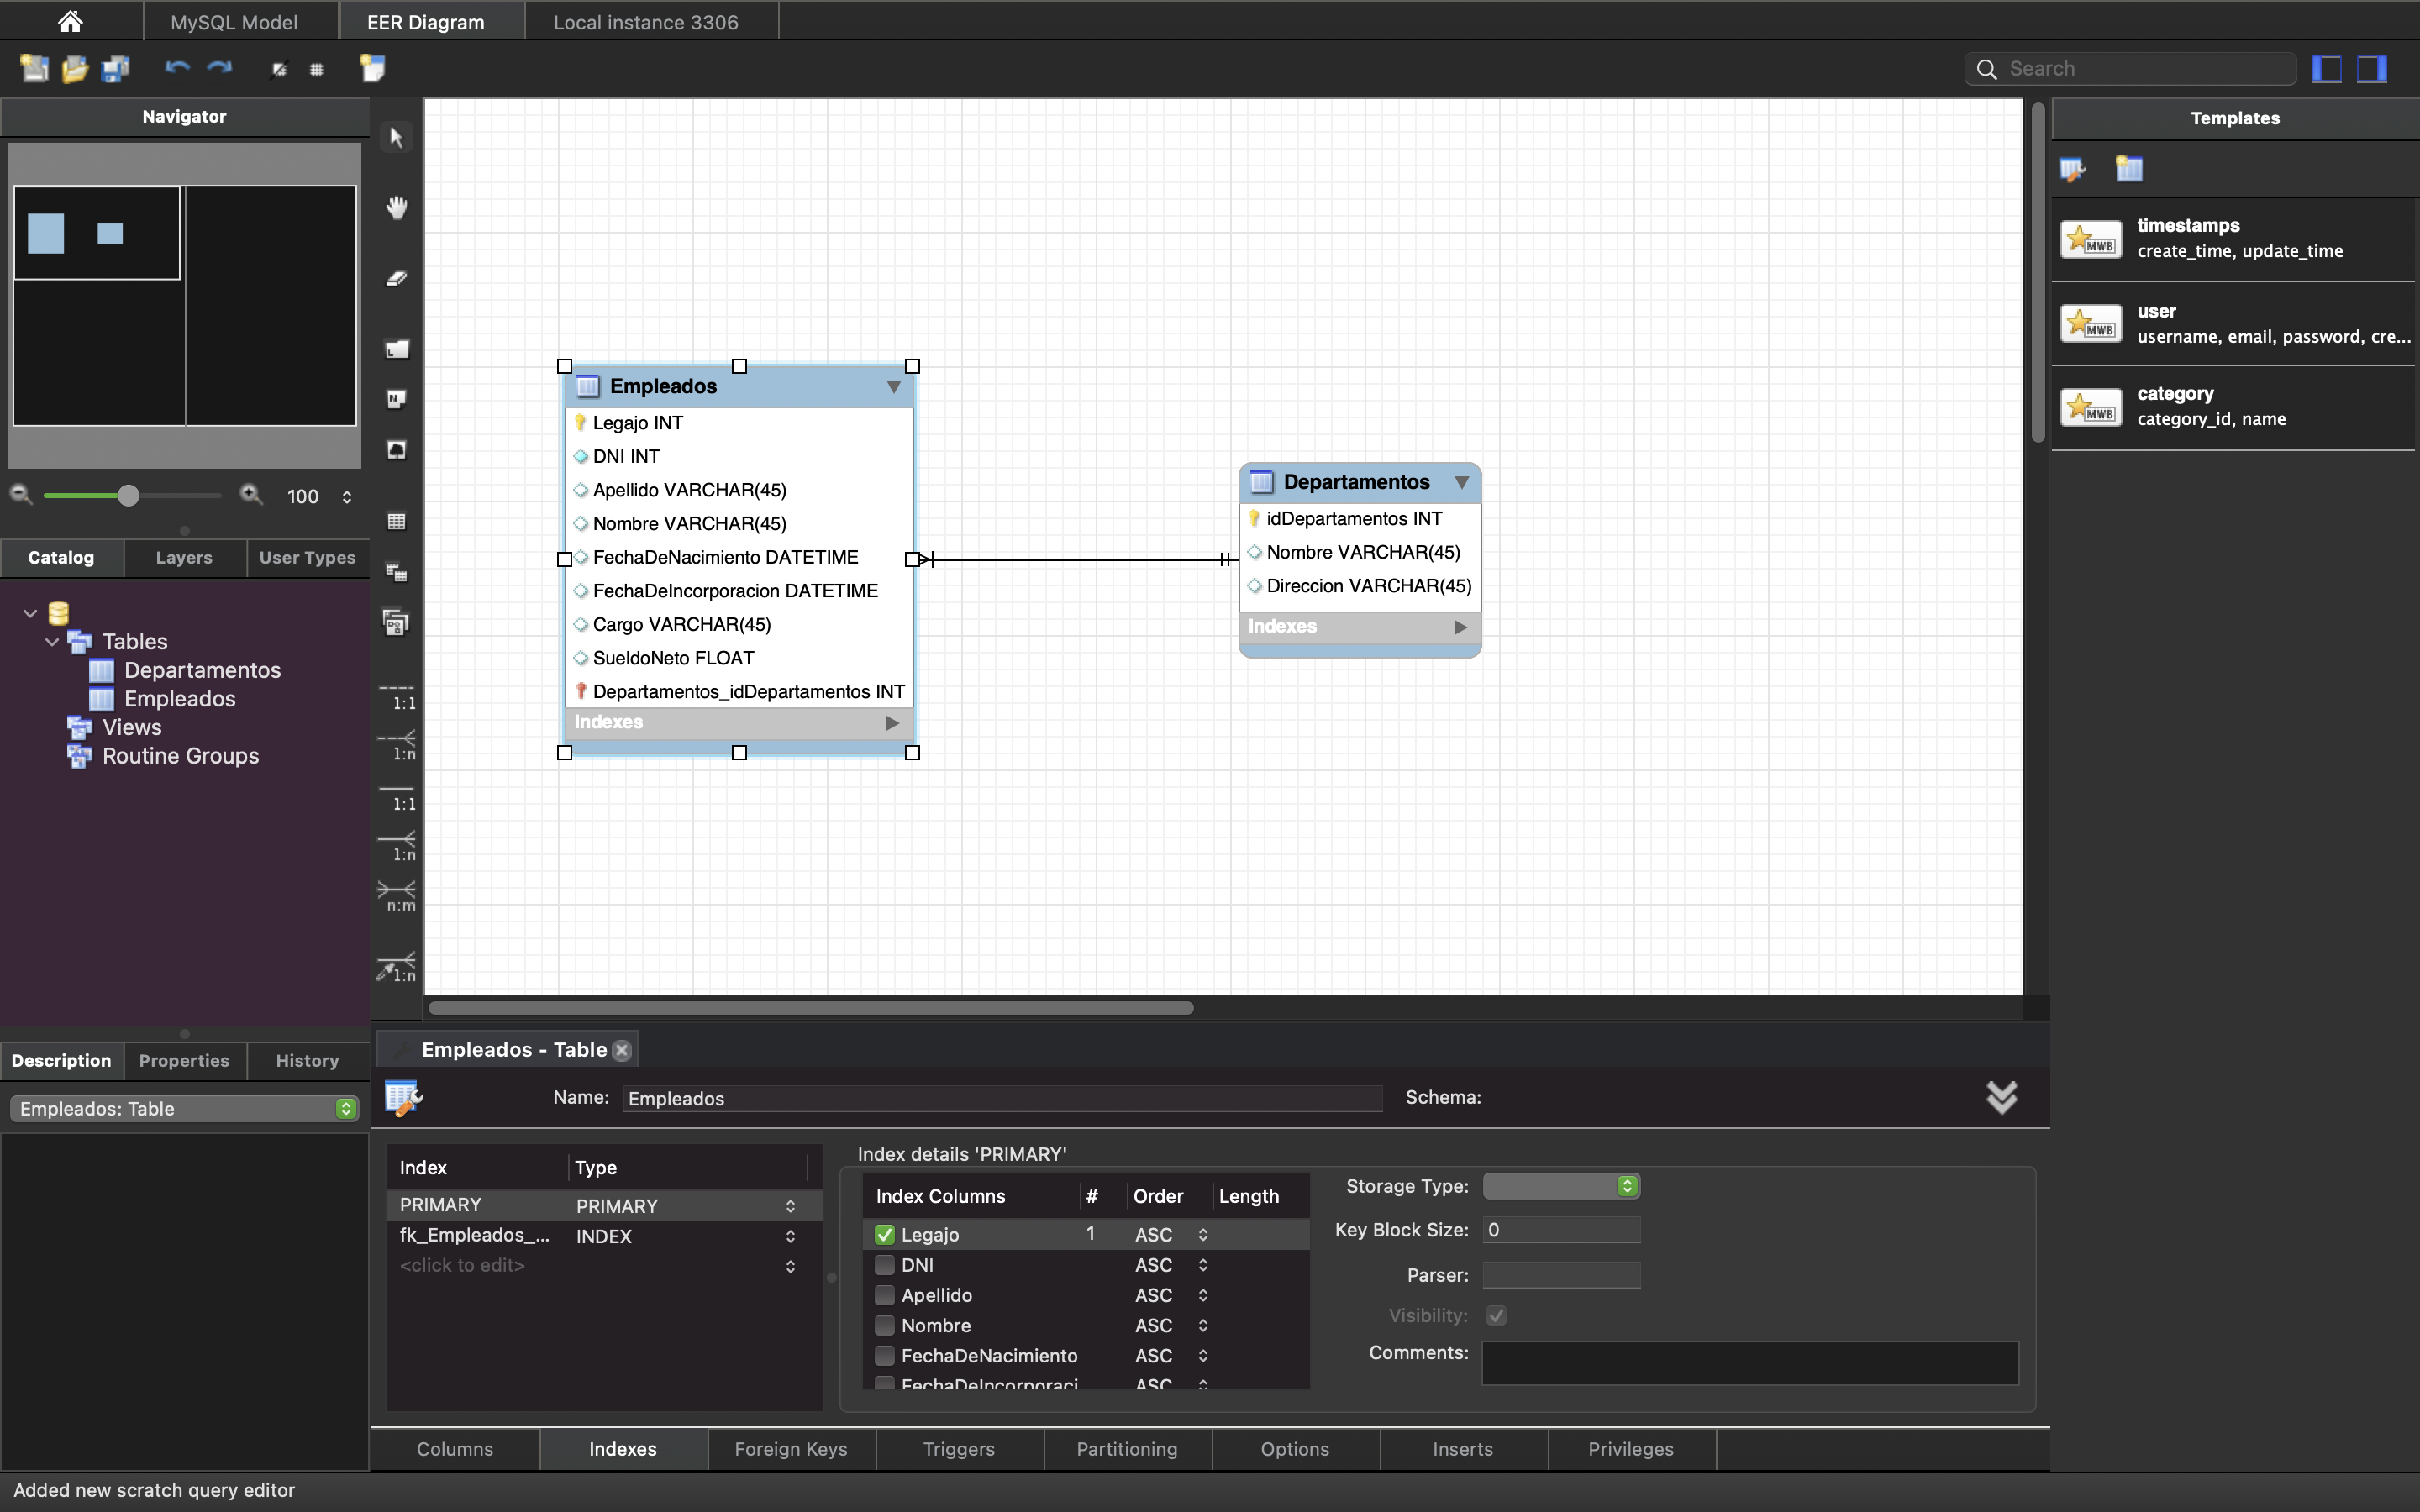 MySQL Model
EER Diagram
Local instance 3306
Search
Navigator
100
Catalog
Layers
User Types
Tables
Departamentos
Empleados
Views
Routine Groups
Description
Properties
History
Empleados: Table
1:1
1:n
1:1
1:n
n:m
1:n
Empleados
Legajo INT
DNI INT
Apellido VARCHAR(45)
Nombre VARCHAR(45)
FechaDeNacimiento DATETIME
FechaDeIncorporacion DATETIME
Cargo VARCHAR(45)
SueldoNeto FLOAT
Departamentos_idDepartamentos INT
Indexes
Departamentos
idDepartamentos INT
Nombre VARCHAR(45)
Direccion VARCHAR(45)
Indexes
Templates
MWB
timestamps
create_time, update_time
MWB
user
username, email, password, cre...
MWB
category
category_id, name
Empleados - Table
Name: Empleados
Schema:
Index Type
PRIMARY PRIMARY
fk_Empleados_... INDEX
<click to edit>
Index details 'PRIMARY'
Index Columns # Order Length
Legajo 1 ASC
DNI ASC
Apellido ASC
Nombre ASC
FechaDeNacimiento ASC
FechaDeIncorporaci ASC
Storage Type:
Key Block Size: 0
Parser:
Visibility:
Comments:
Columns
Indexes
Foreign Keys
Triggers
Partitioning
Options
Inserts
Privileges
Added new scratch query editor